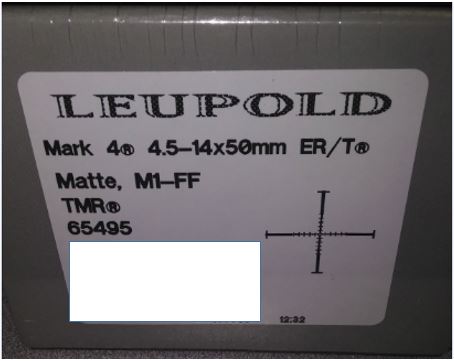 LEUPOLD
Mark 4® 4.5-14x50mm ER/T®
Matte, M1-FF
TMR®
65495
12:32